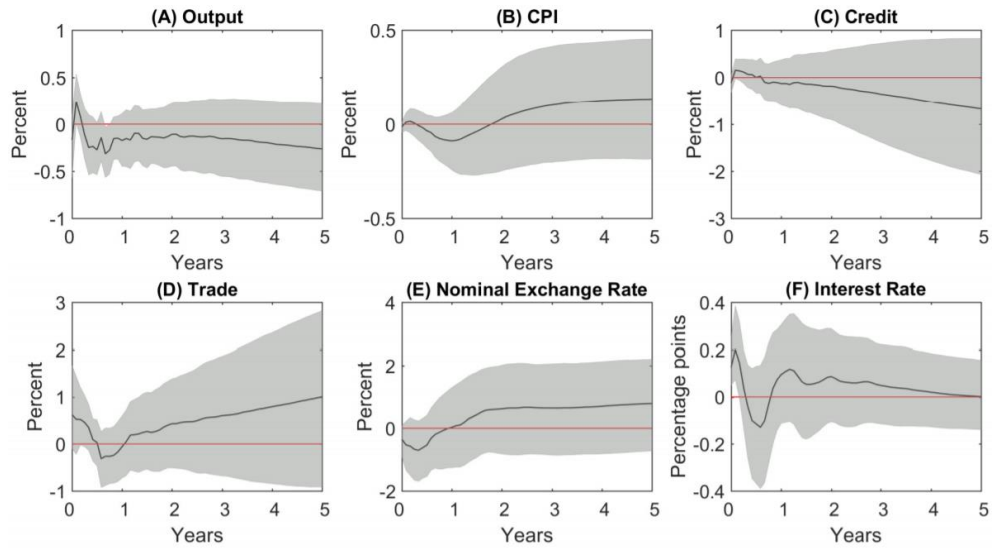 (A) Output
Percent
1
0.5
0
-0.5
-1
0 1 2 3 4 5
Years
(B) CPI
Percent
0.5
0
-0.5
0 1 2 3 4 5
Years
(C) Credit
Percent
1
0
-1
-2
-3
0 1 2 3 4 5
Years
(D) Trade
Percent
3
2
1
0
-1
0 1 2 3 4 5
Years
(E) Nominal Exchange Rate
Percent
4
2
0
-2
0 1 2 3 4 5
Years
(F) Interest Rate
Percentage points
0.4
0.2
0
-0.2
-0.4
0 1 2 3 4 5
Years